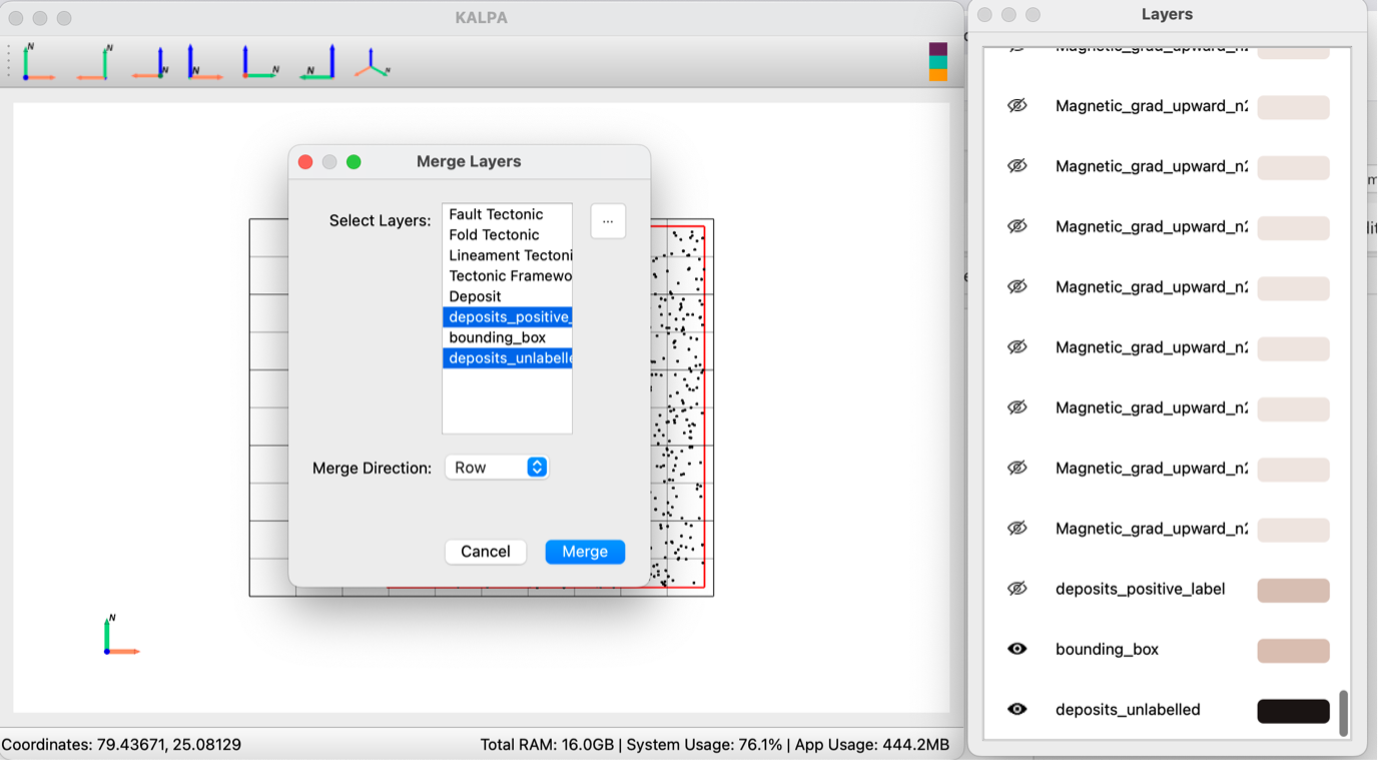 KALPA
N
N
N
N
N
N
N
Merge Layers
Select Layers:
Fault Tectonic
Fold Tectonic
Lineament Tectoni
Tectonic Framewo
Deposit
deposits_positive_
bounding_box
deposits_unlabelle
...
Merge Direction:
Row
Cancel
Merge
N
Coordinates: 79.43671, 25.08129
Total RAM: 16.0GB | System Usage: 76.1% | App Usage: 444.2MB
Layers
Magnetic_grad_upward_n2
Magnetic_grad_upward_n2
Magnetic_grad_upward_n2
Magnetic_grad_upward_n2
Magnetic_grad_upward_n2
Magnetic_grad_upward_n2
Magnetic_grad_upward_n2
Magnetic_grad_upward_n2
Magnetic_grad_upward_n2
deposits_positive_label
bounding_box
deposits_unlabelled